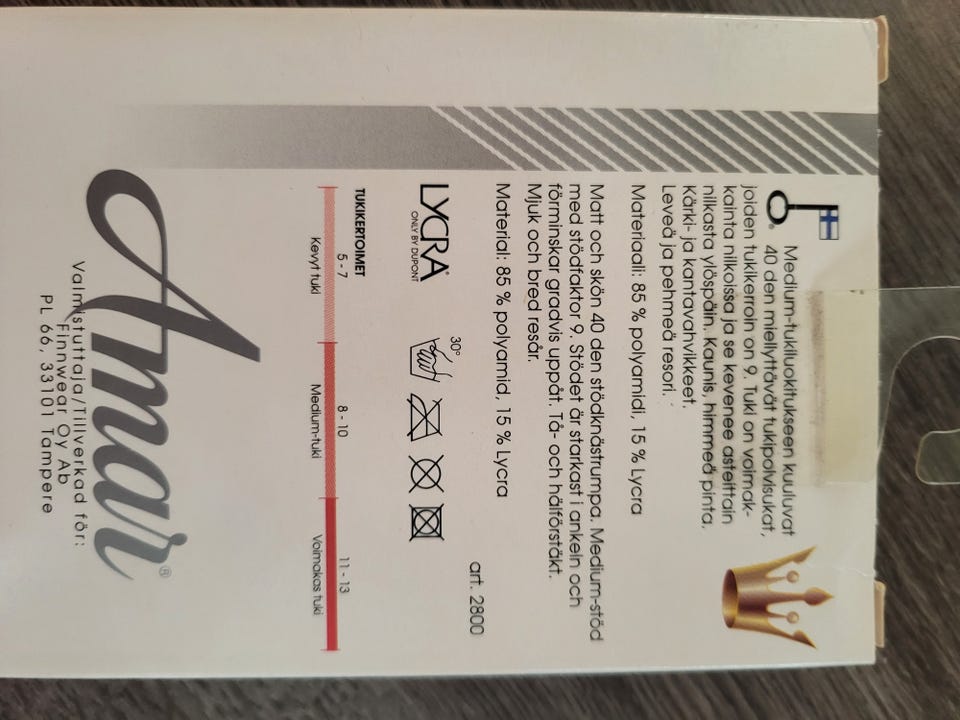 Medium-tukiluokitukseen kuuluvat
40 den miellyttävät tukipolvisukat,
joiden tukikerroin on 9. Tuki on voimak-
kainta nilkoissa ja se kevenee asteittain
nilkasta ylöspäin. Kaunis, himmeä pinta.
Kärki- ja kantavahvikkeet.
Leveä ja pehmeä resori.
Materiaali: 85 % polyamidi, 15 % Lycra
Matt och skön 40 den stödknästrumpa. Medium-stöd
med stödfaktor 9. Stödet är starkast i ankeln och
förminskar gradvis uppåt. Tå- och hälförstäkt.
Mjuk och bred resår.
Material: 85 % polyamid, 15 % Lycra
art. 2800
LYCRA®
ONLY BY DUPONT
30°
TUKIKERTOIMET
5 - 7
8 - 10
11 - 13
Kevyt tuki
Medium-tuki
Voimakas tuki
Amar®
Valmistuttaja/Tillverkad för:
Finnwear Oy Ab
PL 66, 33101 Tampere